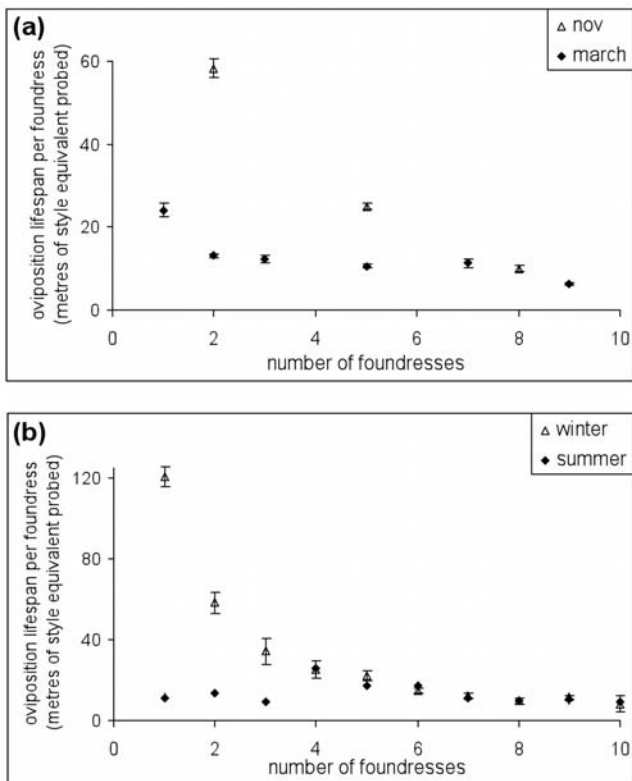 (a)
nov
march
oviposition lifespan per foundress
(metres of style equivalent probed)
60
40
20
0
0 2 4 6 8 10
number of foundresses
(b)
winter
summer
oviposition lifespan per foundress
(metres of style equivalent probed)
120
80
40
0
0 2 4 6 8 10
number of foundresses